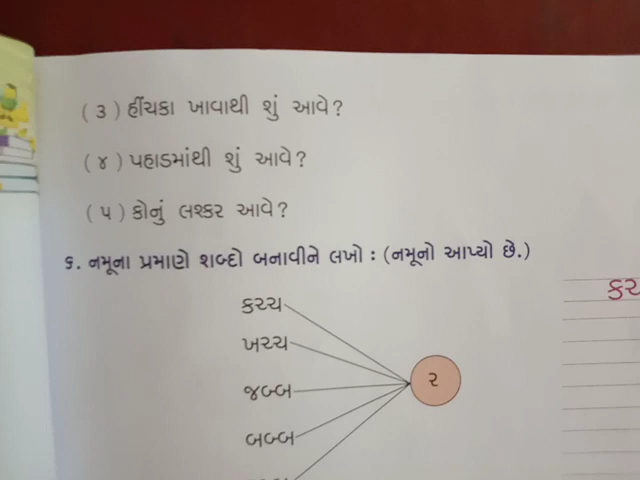 (૩) હીંચકા ખાવાથી શું આવે?
(૪) પહાડમાંથી શું આવે?
(૫) કોનું લશ્કર આવે?
૬. નમૂના પ્રમાણે શબ્દો બનાવીને લખો : (નમૂનો આપ્યો છે.)
કચ્ચ
ખચ્ચ
જબ્બ
બબ્બ
ર